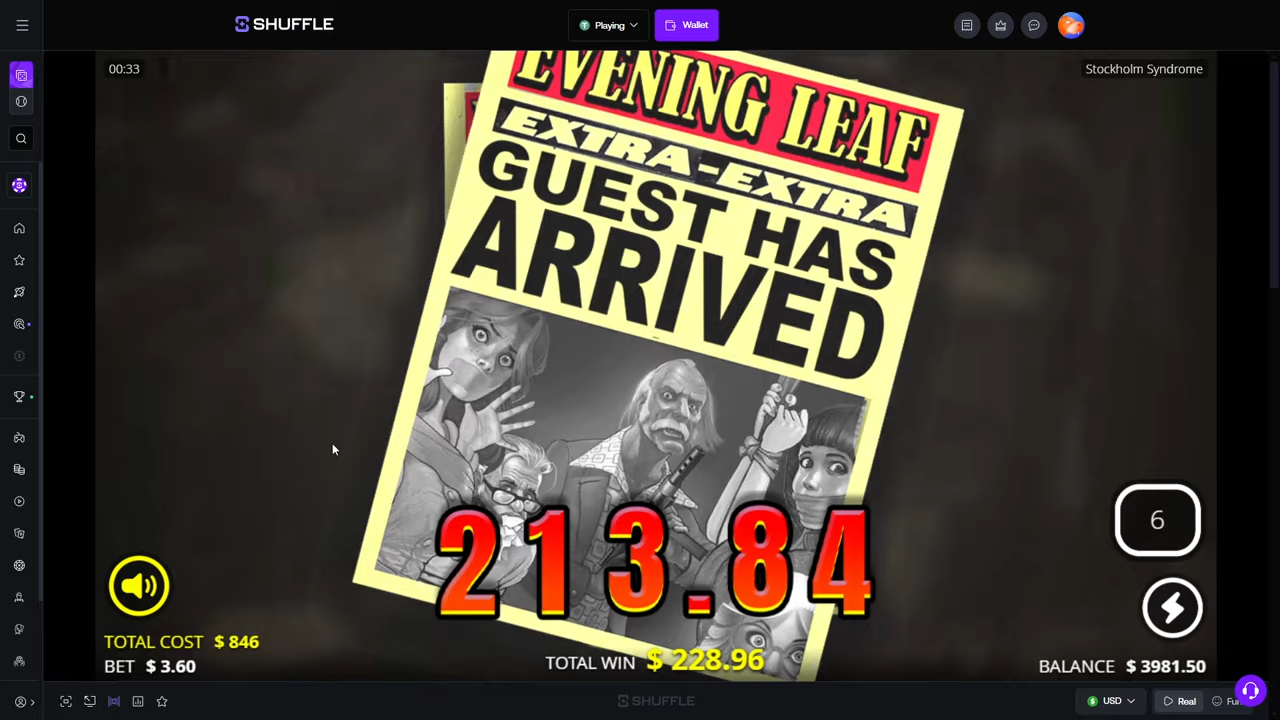 SHUFFLE
Playing
Wallet
00:33
Stockholm Syndrome
EVENING LEAF
EXTRA-EXTRA
GUEST HAS
ARRIVED
213.84
6
TOTAL COST $ 846
BET $ 3.60
TOTAL WIN $ 228.96
BALANCE $ 3981.50
SHUFFLE
USD
Real